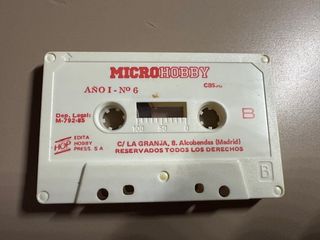 MICROHOBBY
AÑO I - Nº 6
Dep. Legal:
M-792-85
B
HOP
EDITA
HOBBY
PRESS. S A
100 50 0
C/ LA GRANJA, 8. Alcobendas (Madrid)
RESERVADOS TODOS LOS DERECHOS